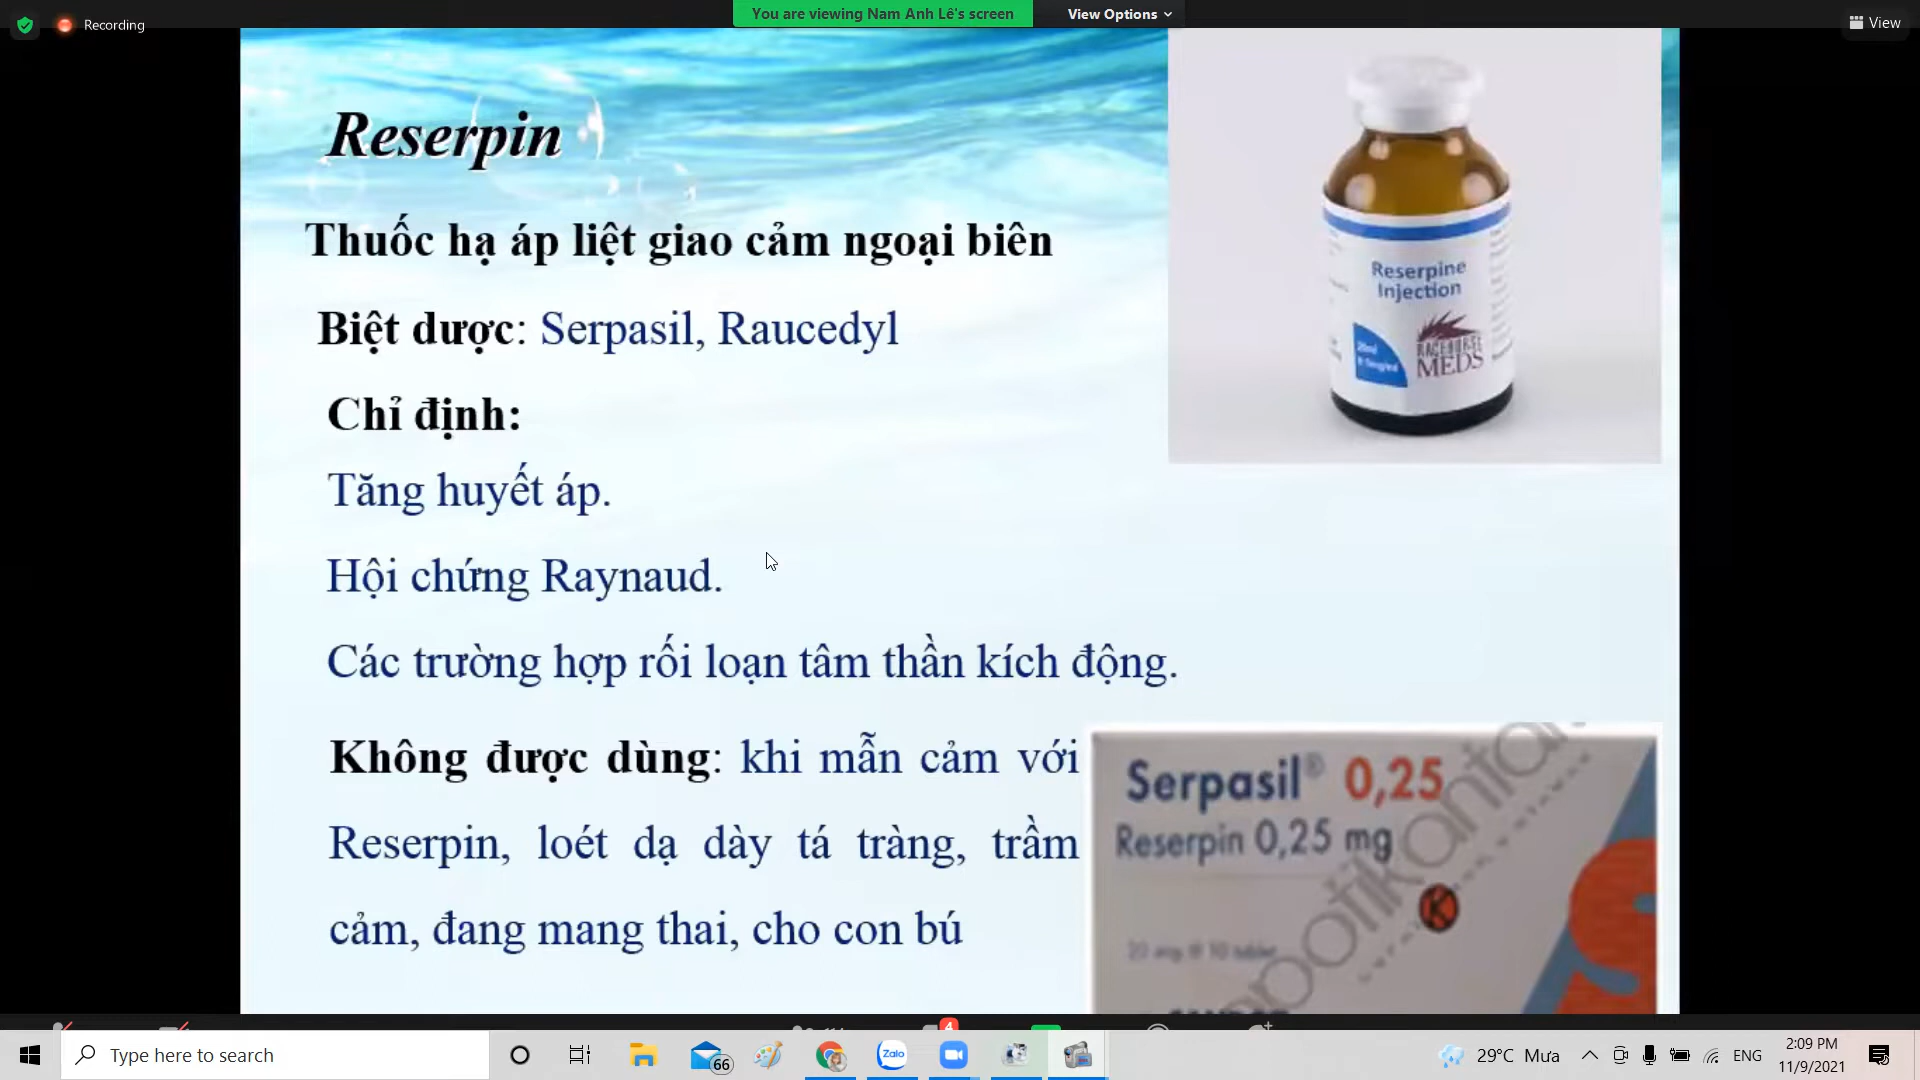 Recording
You are viewing Nam Anh Lê's screen
View Options
View
Reserpin
Thuốc hạ áp liệt giao cảm ngoại biên
Biệt dược: Serpasil, Raucedyl
Chỉ định:
Tăng huyết áp.
Hội chứng Raynaud.
Các trường hợp rối loạn tâm thần kích động.
Không được dùng: khi mẫn cảm với
Reserpin, loét dạ dày tá tràng, trầm
cảm, đang mang thai, cho con bú
Reserpine
Injection
MEDS
Serpasil® 0,25
Reserpin 0,25 mg
K
4
Type here to search
66
Zalo
29°C Mưa
ENG
2:09 PM
11/9/2021